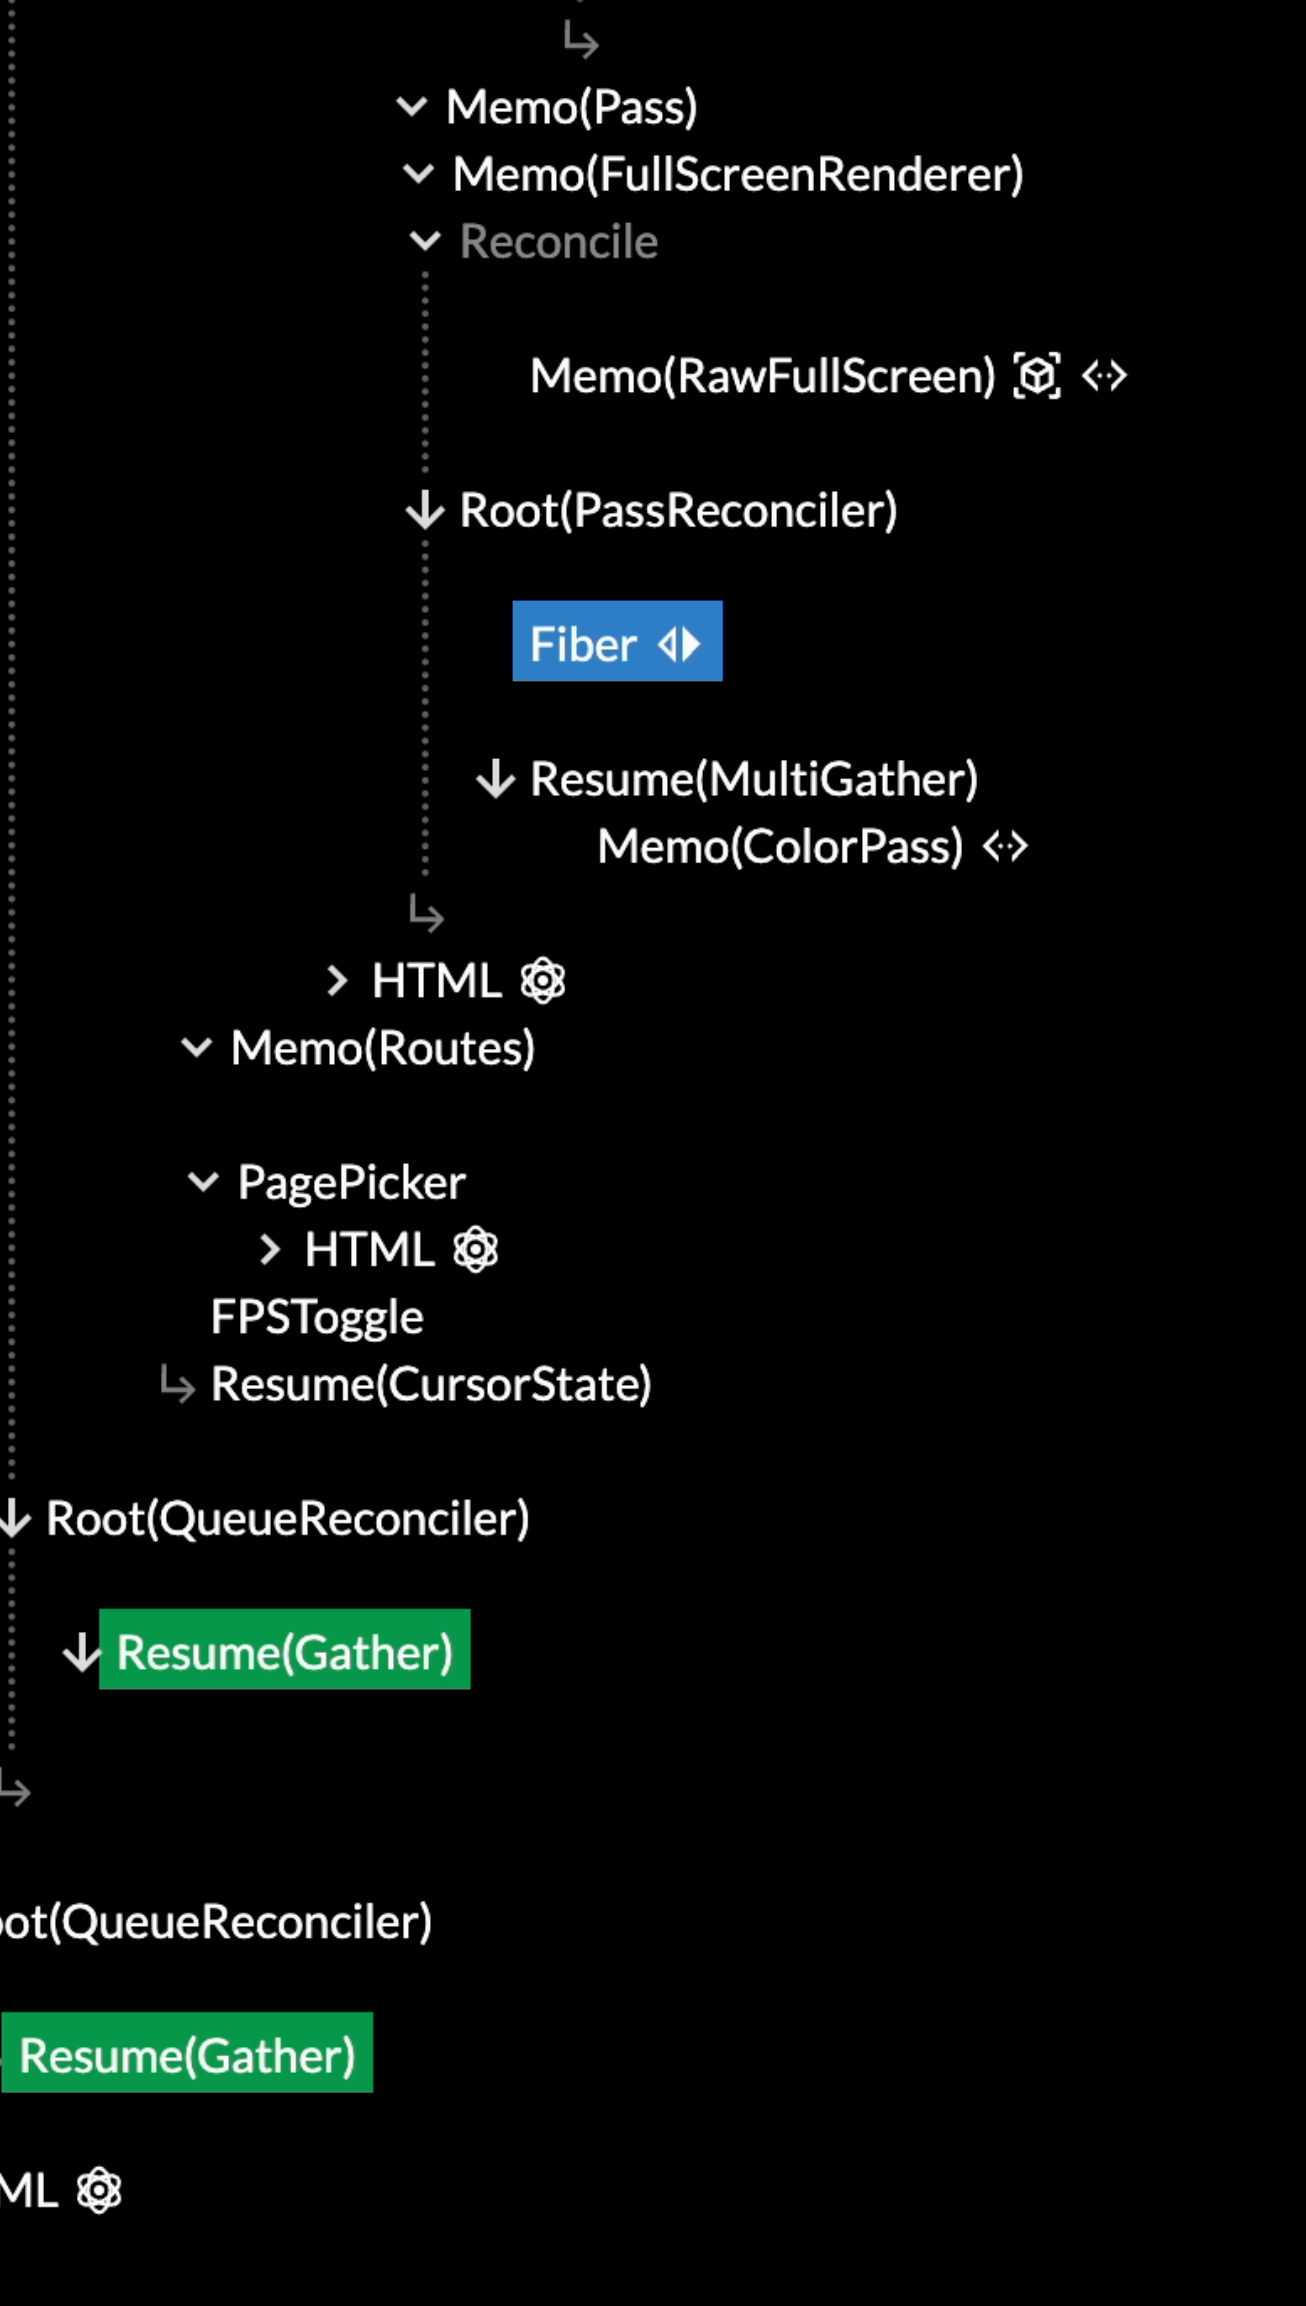 Memo(Pass)
Memo(FullScreenRenderer)
Reconcile
Memo(RawFullScreen)
Root(PassReconciler)
Fiber
Resume(MultiGather)
Memo(ColorPass)
HTML
Memo(Routes)
PagePicker
HTML
FPSToggle
Resume(CursorState)
Root(QueueReconciler)
Resume(Gather)
oot(QueueReconciler)
Resume(Gather)
ML